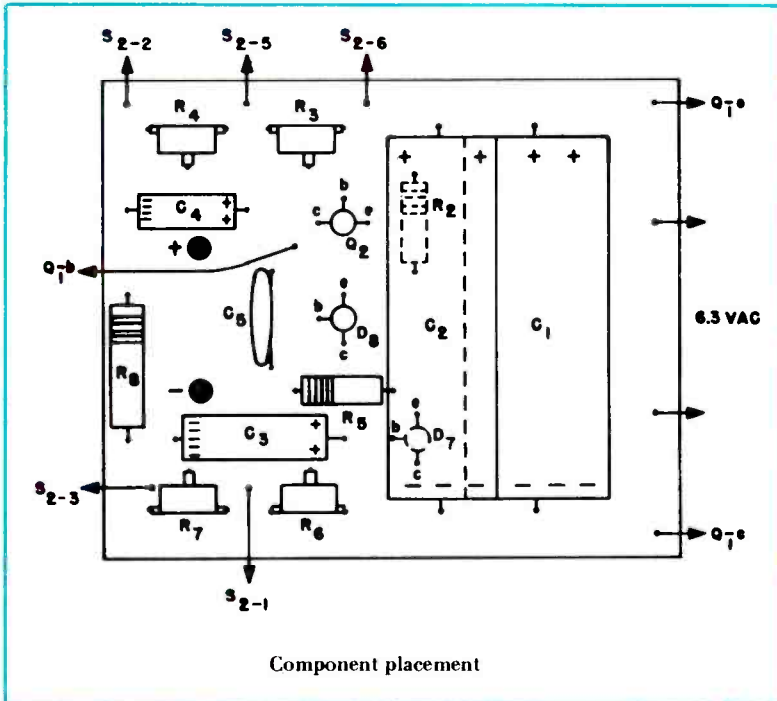 S2-2 S2-5 S2-6
R4 R3
Q1-e
b
c e
Q2
R2
C4
+
Q1-b
e
b
D8
c
C5
C2 C1
6.3 VAC
R8
-
R5
e
b D7
c
C3
S2-3
R7 R6
Q1-c
S2-1
Component placement